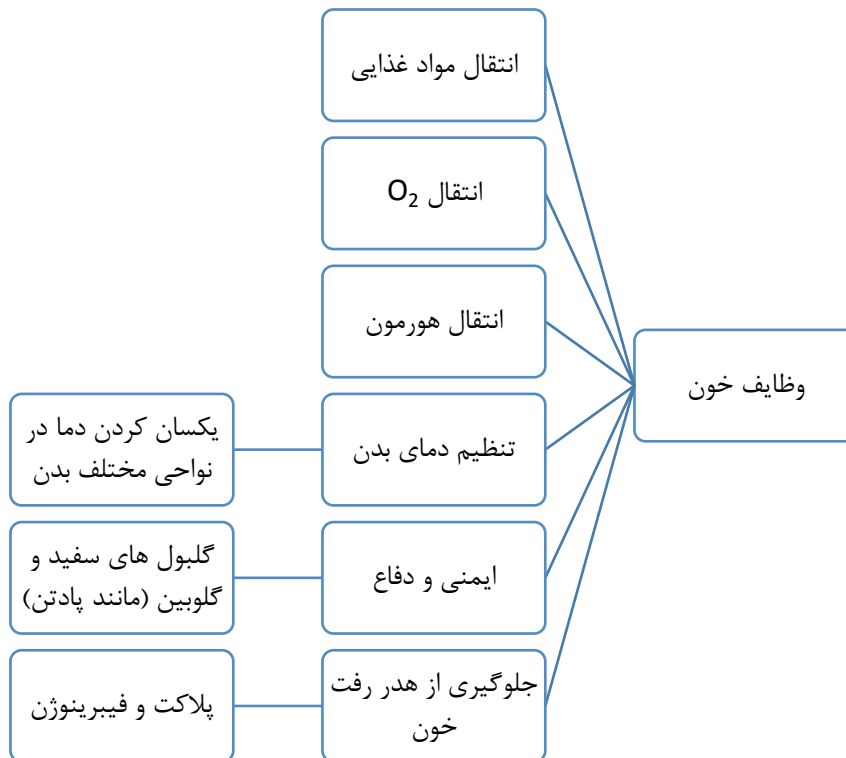 وظایف خون
انتقال مواد غذایی
انتقال O₂
انتقال هورمون
تنظیم دمای بدن
یکسان کردن دما در
نواحی مختلف بدن
ایمنی و دفاع
گلبول های سفید و
گلوبین (مانند پادتن)
جلوگیری از هدر رفت
خون
پلاکت و فیبرینوژن